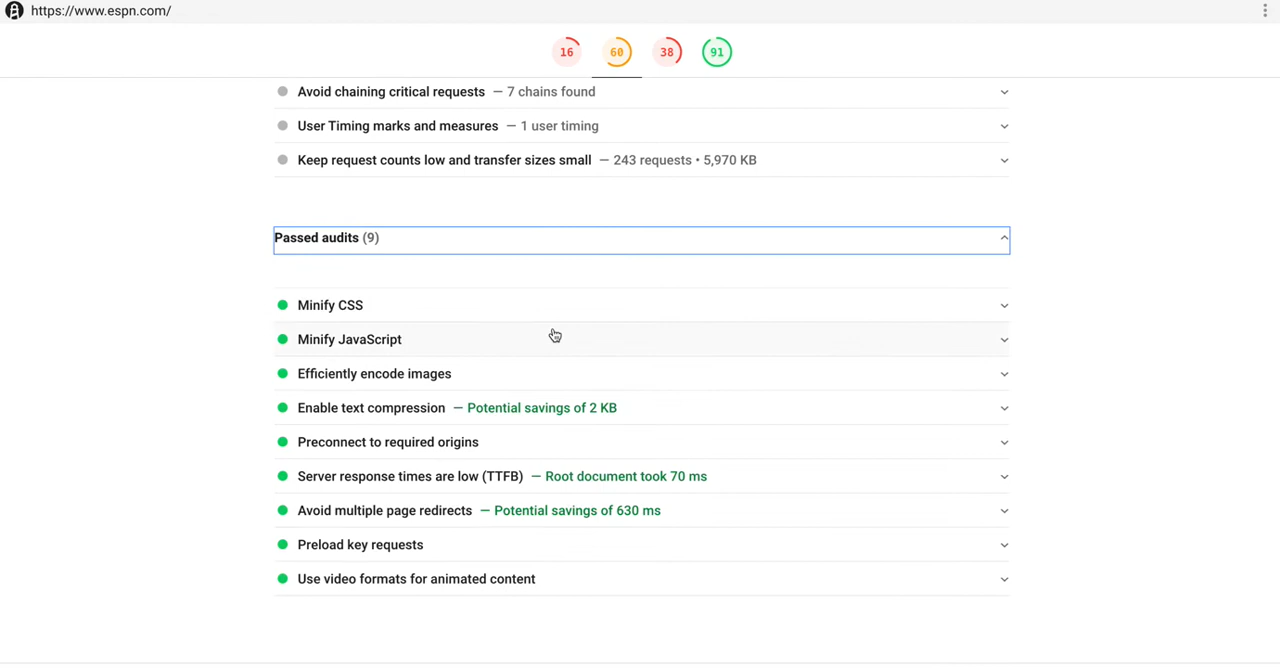 https://www.espn.com/
16 60 38 91
Avoid chaining critical requests — 7 chains found
User Timing marks and measures — 1 user timing
Keep request counts low and transfer sizes small — 243 requests • 5,970 KB
Passed audits (9)
Minify CSS
Minify JavaScript
Efficiently encode images
Enable text compression — Potential savings of 2 KB
Preconnect to required origins
Server response times are low (TTFB) — Root document took 70 ms
Avoid multiple page redirects — Potential savings of 630 ms
Preload key requests
Use video formats for animated content